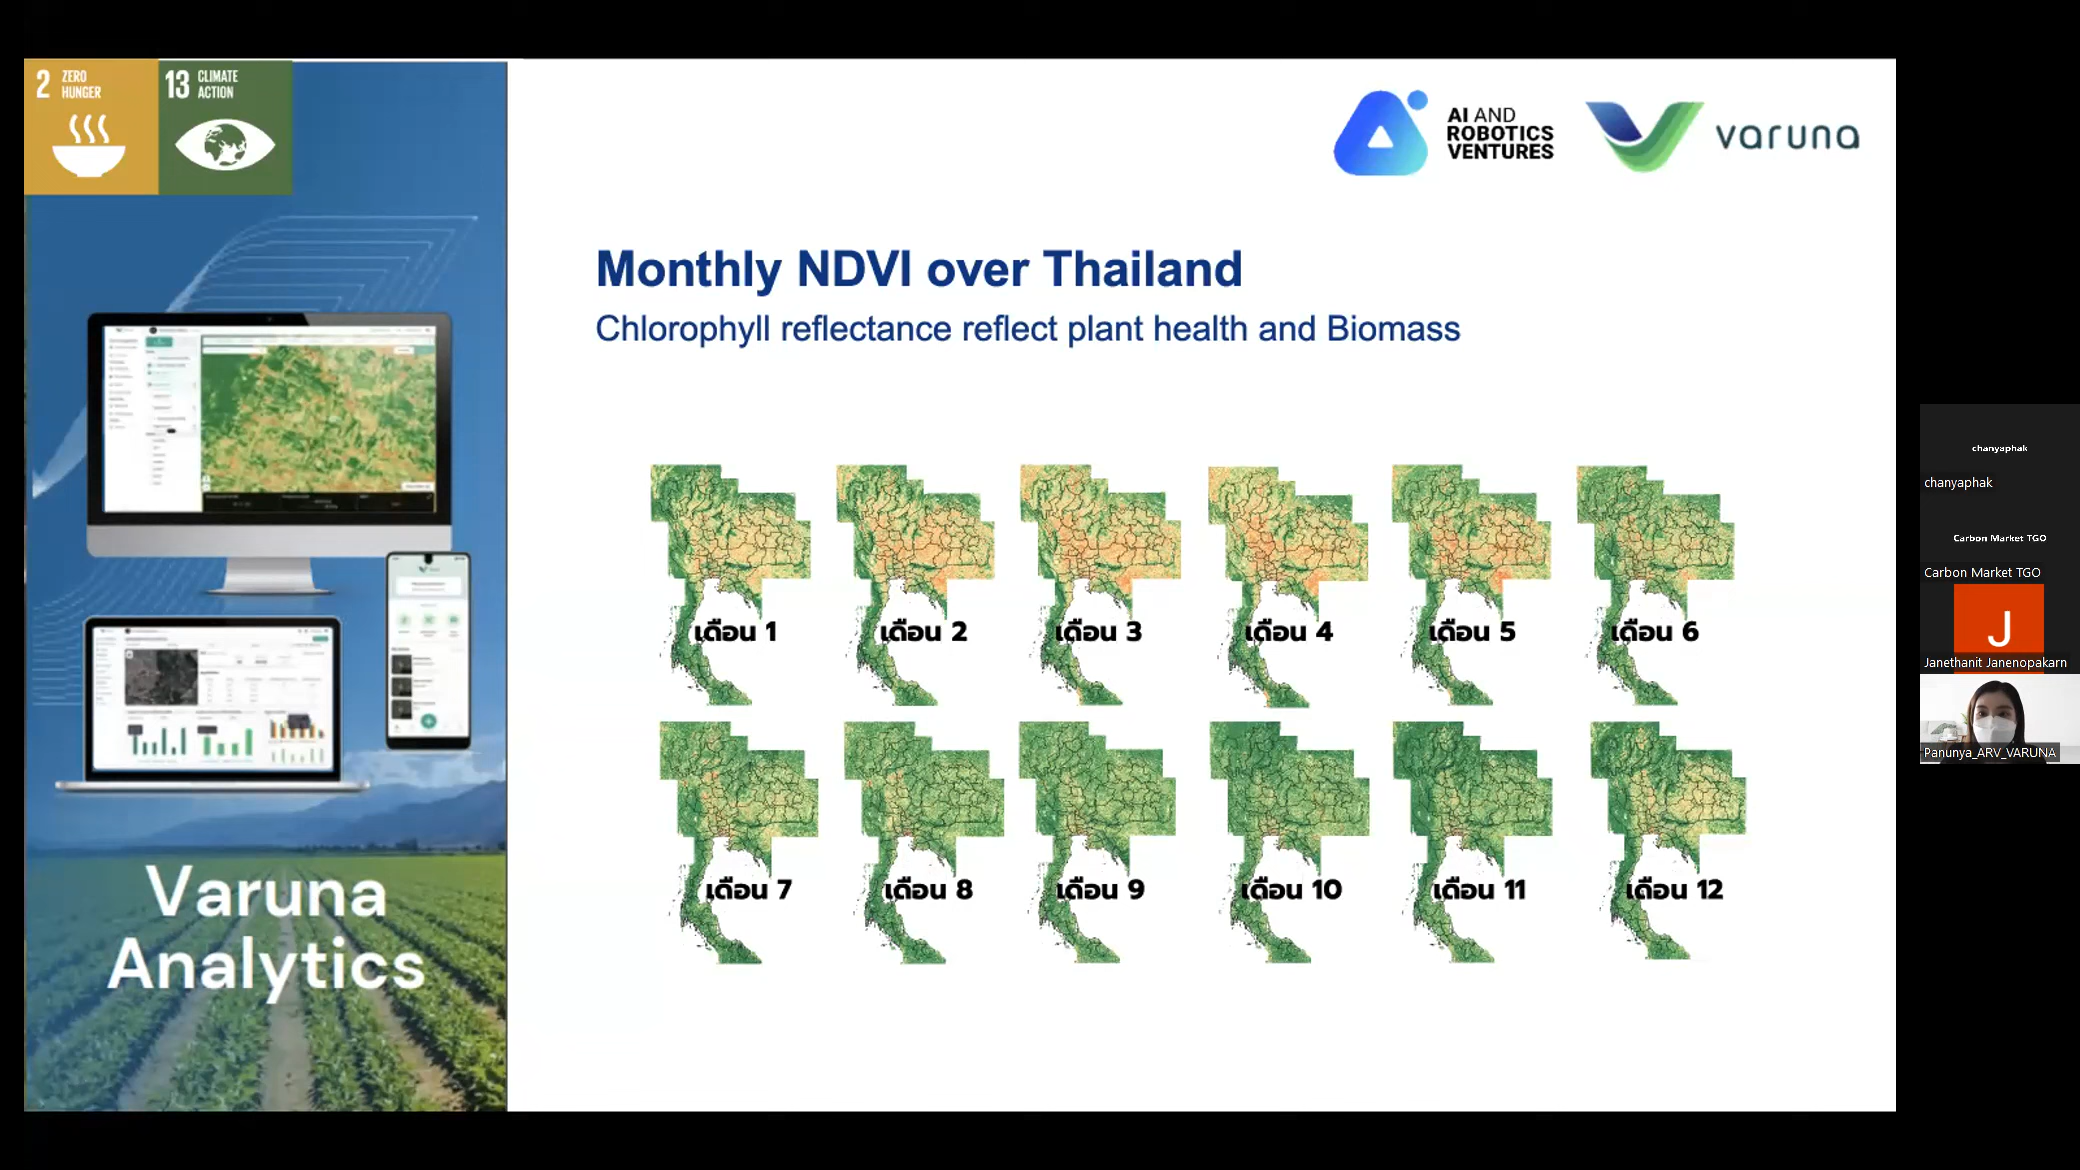 2 ZERO
HUNGER
13 CLIMATE
ACTION
AI AND
ROBOTICS
VENTURES
varuna
Monthly NDVI over Thailand
Chlorophyll reflectance reflect plant health and Biomass
เดือน 1
เดือน 2
เดือน 3
เดือน 4
เดือน 5
เดือน 6
เดือน 7
เดือน 8
เดือน 9
เดือน 10
เดือน 11
เดือน 12
Varuna
Analytics
chanyaphak
chanyaphak
Carbon Market TGO
Carbon Market TGO
J
Janethanit Janenopakarn
Panunya_ARV_VARUNA